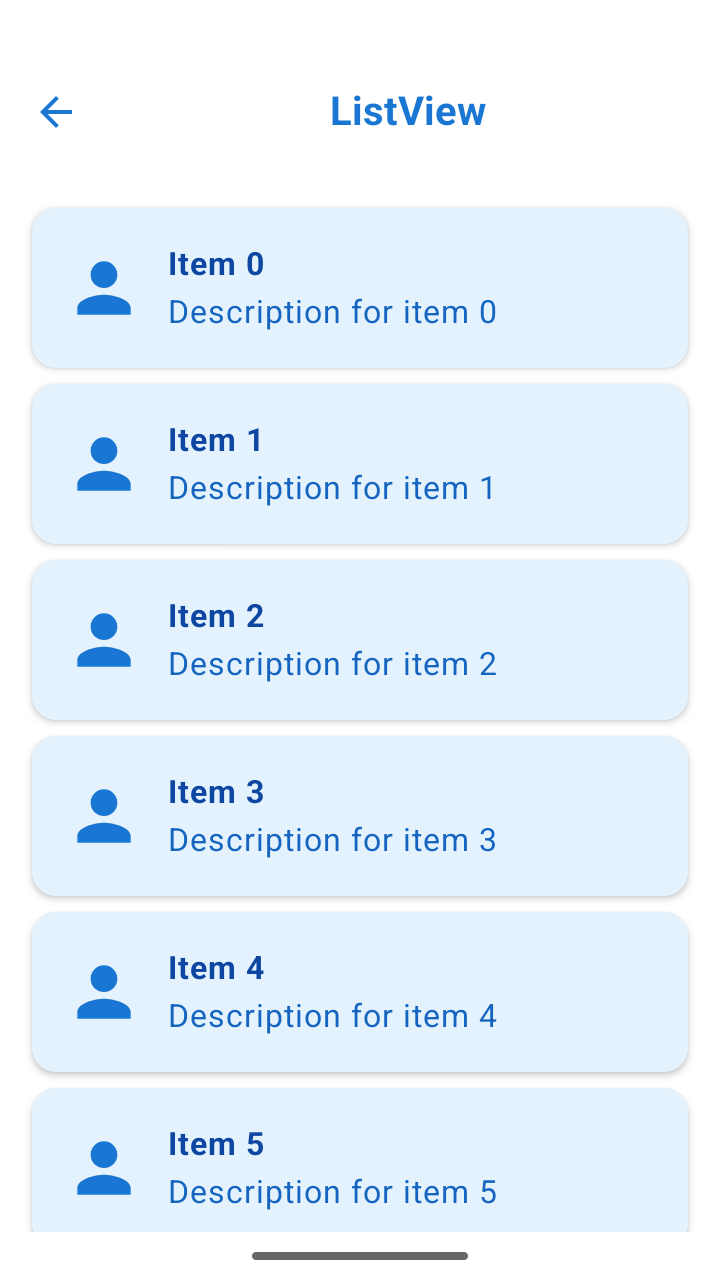 ListView
Item 0
Description for item 0
Item 1
Description for item 1
Item 2
Description for item 2
Item 3
Description for item 3
Item 4
Description for item 4
Item 5
Description for item 5